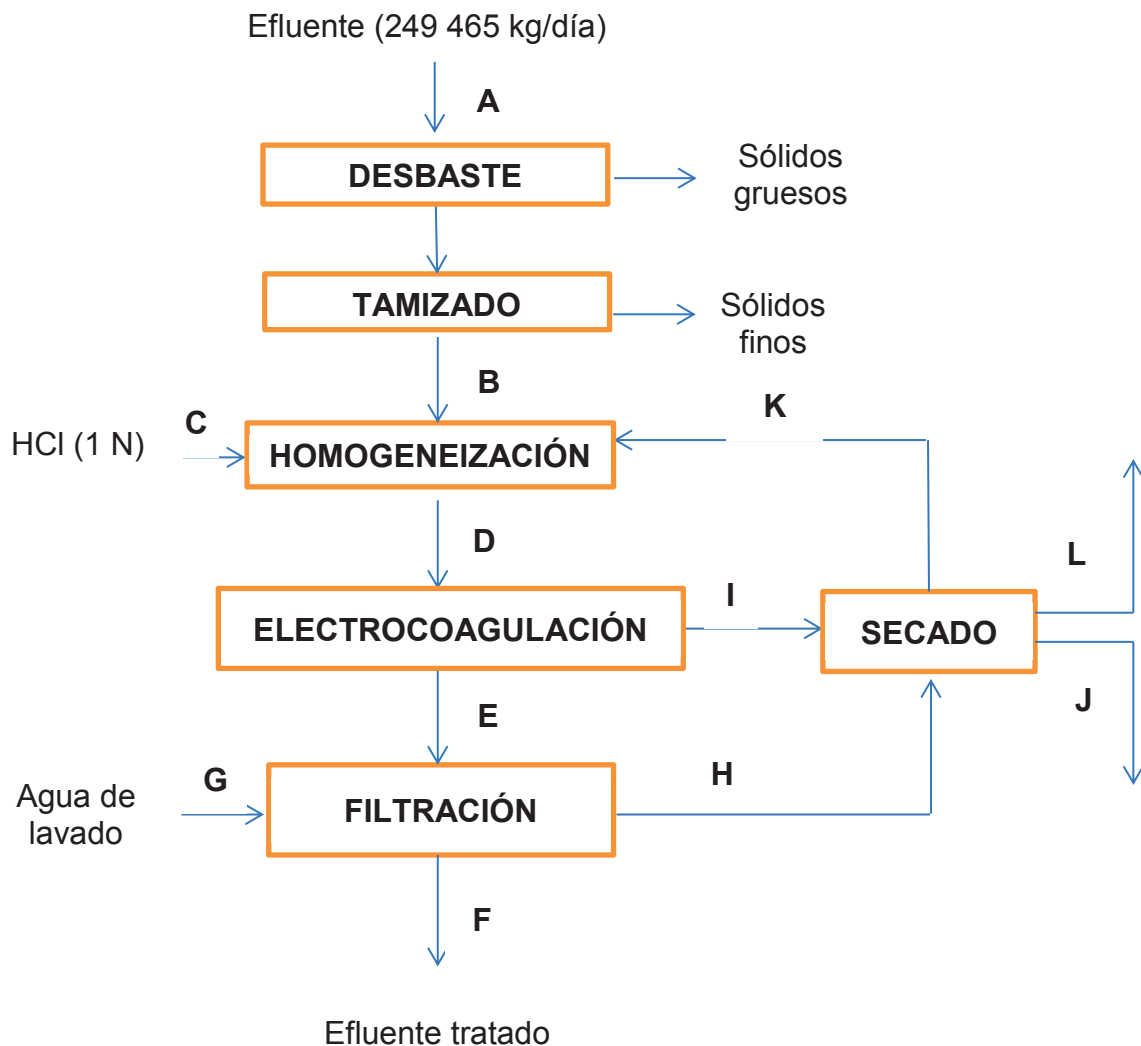 Efluente (249 465 kg/día)
A
DESBASTE
Sólidos
gruesos
TAMIZADO
Sólidos
finos
B
K
HCl (1 N)
C
HOMOGENEIZACIÓN
D
L
ELECTROCOAGULACIÓN
I
SECADO
E
J
Agua de
lavado
G
FILTRACIÓN
H
F
Efluente tratado